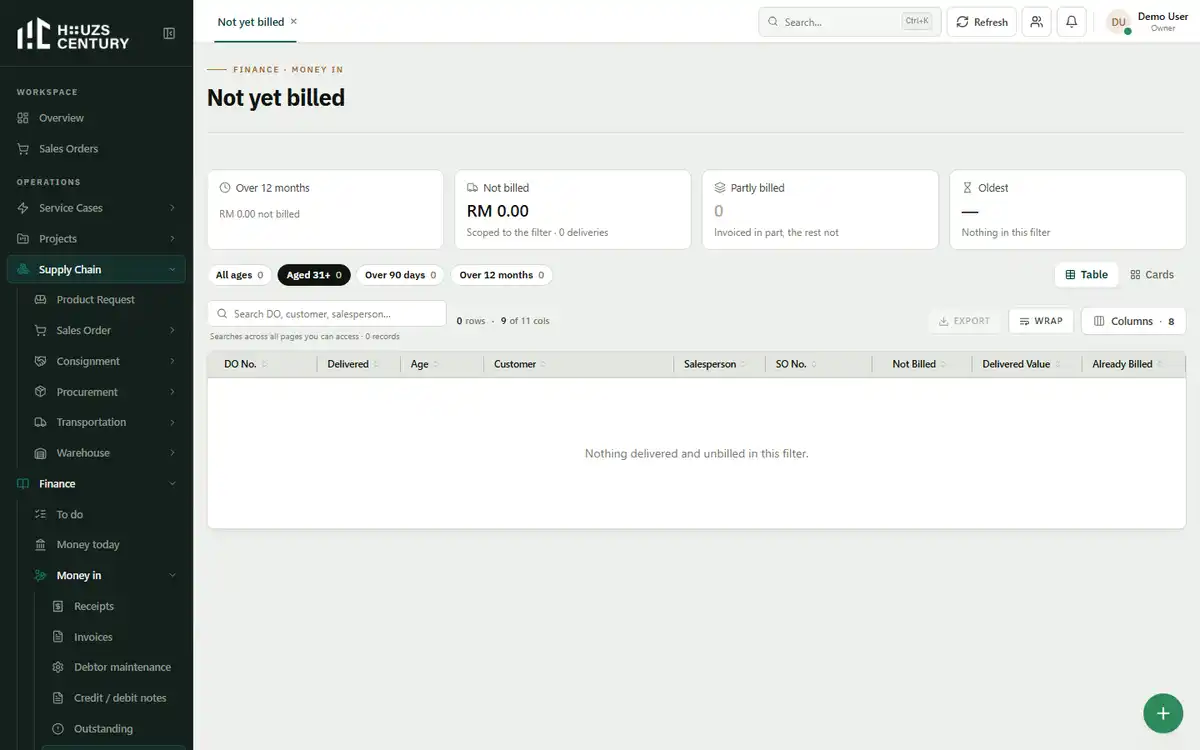 HOUZS
CENTURY
WORKSPACE
Overview
Sales Orders
OPERATIONS
Service Cases
Projects
Supply Chain
Product Request
Sales Order
Consignment
Procurement
Transportation
Warehouse
Finance
To do
Money today
Money in
Receipts
Invoices
Debtor maintenance
Credit / debit notes
Outstanding
Not yet billed ×
Search... Ctrl+K
Refresh
DU
Demo User
Owner
FINANCE · MONEY IN
Not yet billed
Over 12 months
RM 0.00 not billed
Not billed
RM 0.00
Scoped to the filter · 0 deliveries
Partly billed
0
Invoiced in part, the rest not
Oldest
—
Nothing in this filter
All ages 0
Aged 31+ 0
Over 90 days 0
Over 12 months 0
Table
Cards
Search DO, customer, salesperson...
0 rows · 9 of 11 cols
EXPORT
WRAP
Columns · 8
Searches across all pages you can access · 0 records
DO No. Delivered Age Customer Salesperson SO No. Not Billed Delivered Value Already Billed
Nothing delivered and unbilled in this filter.